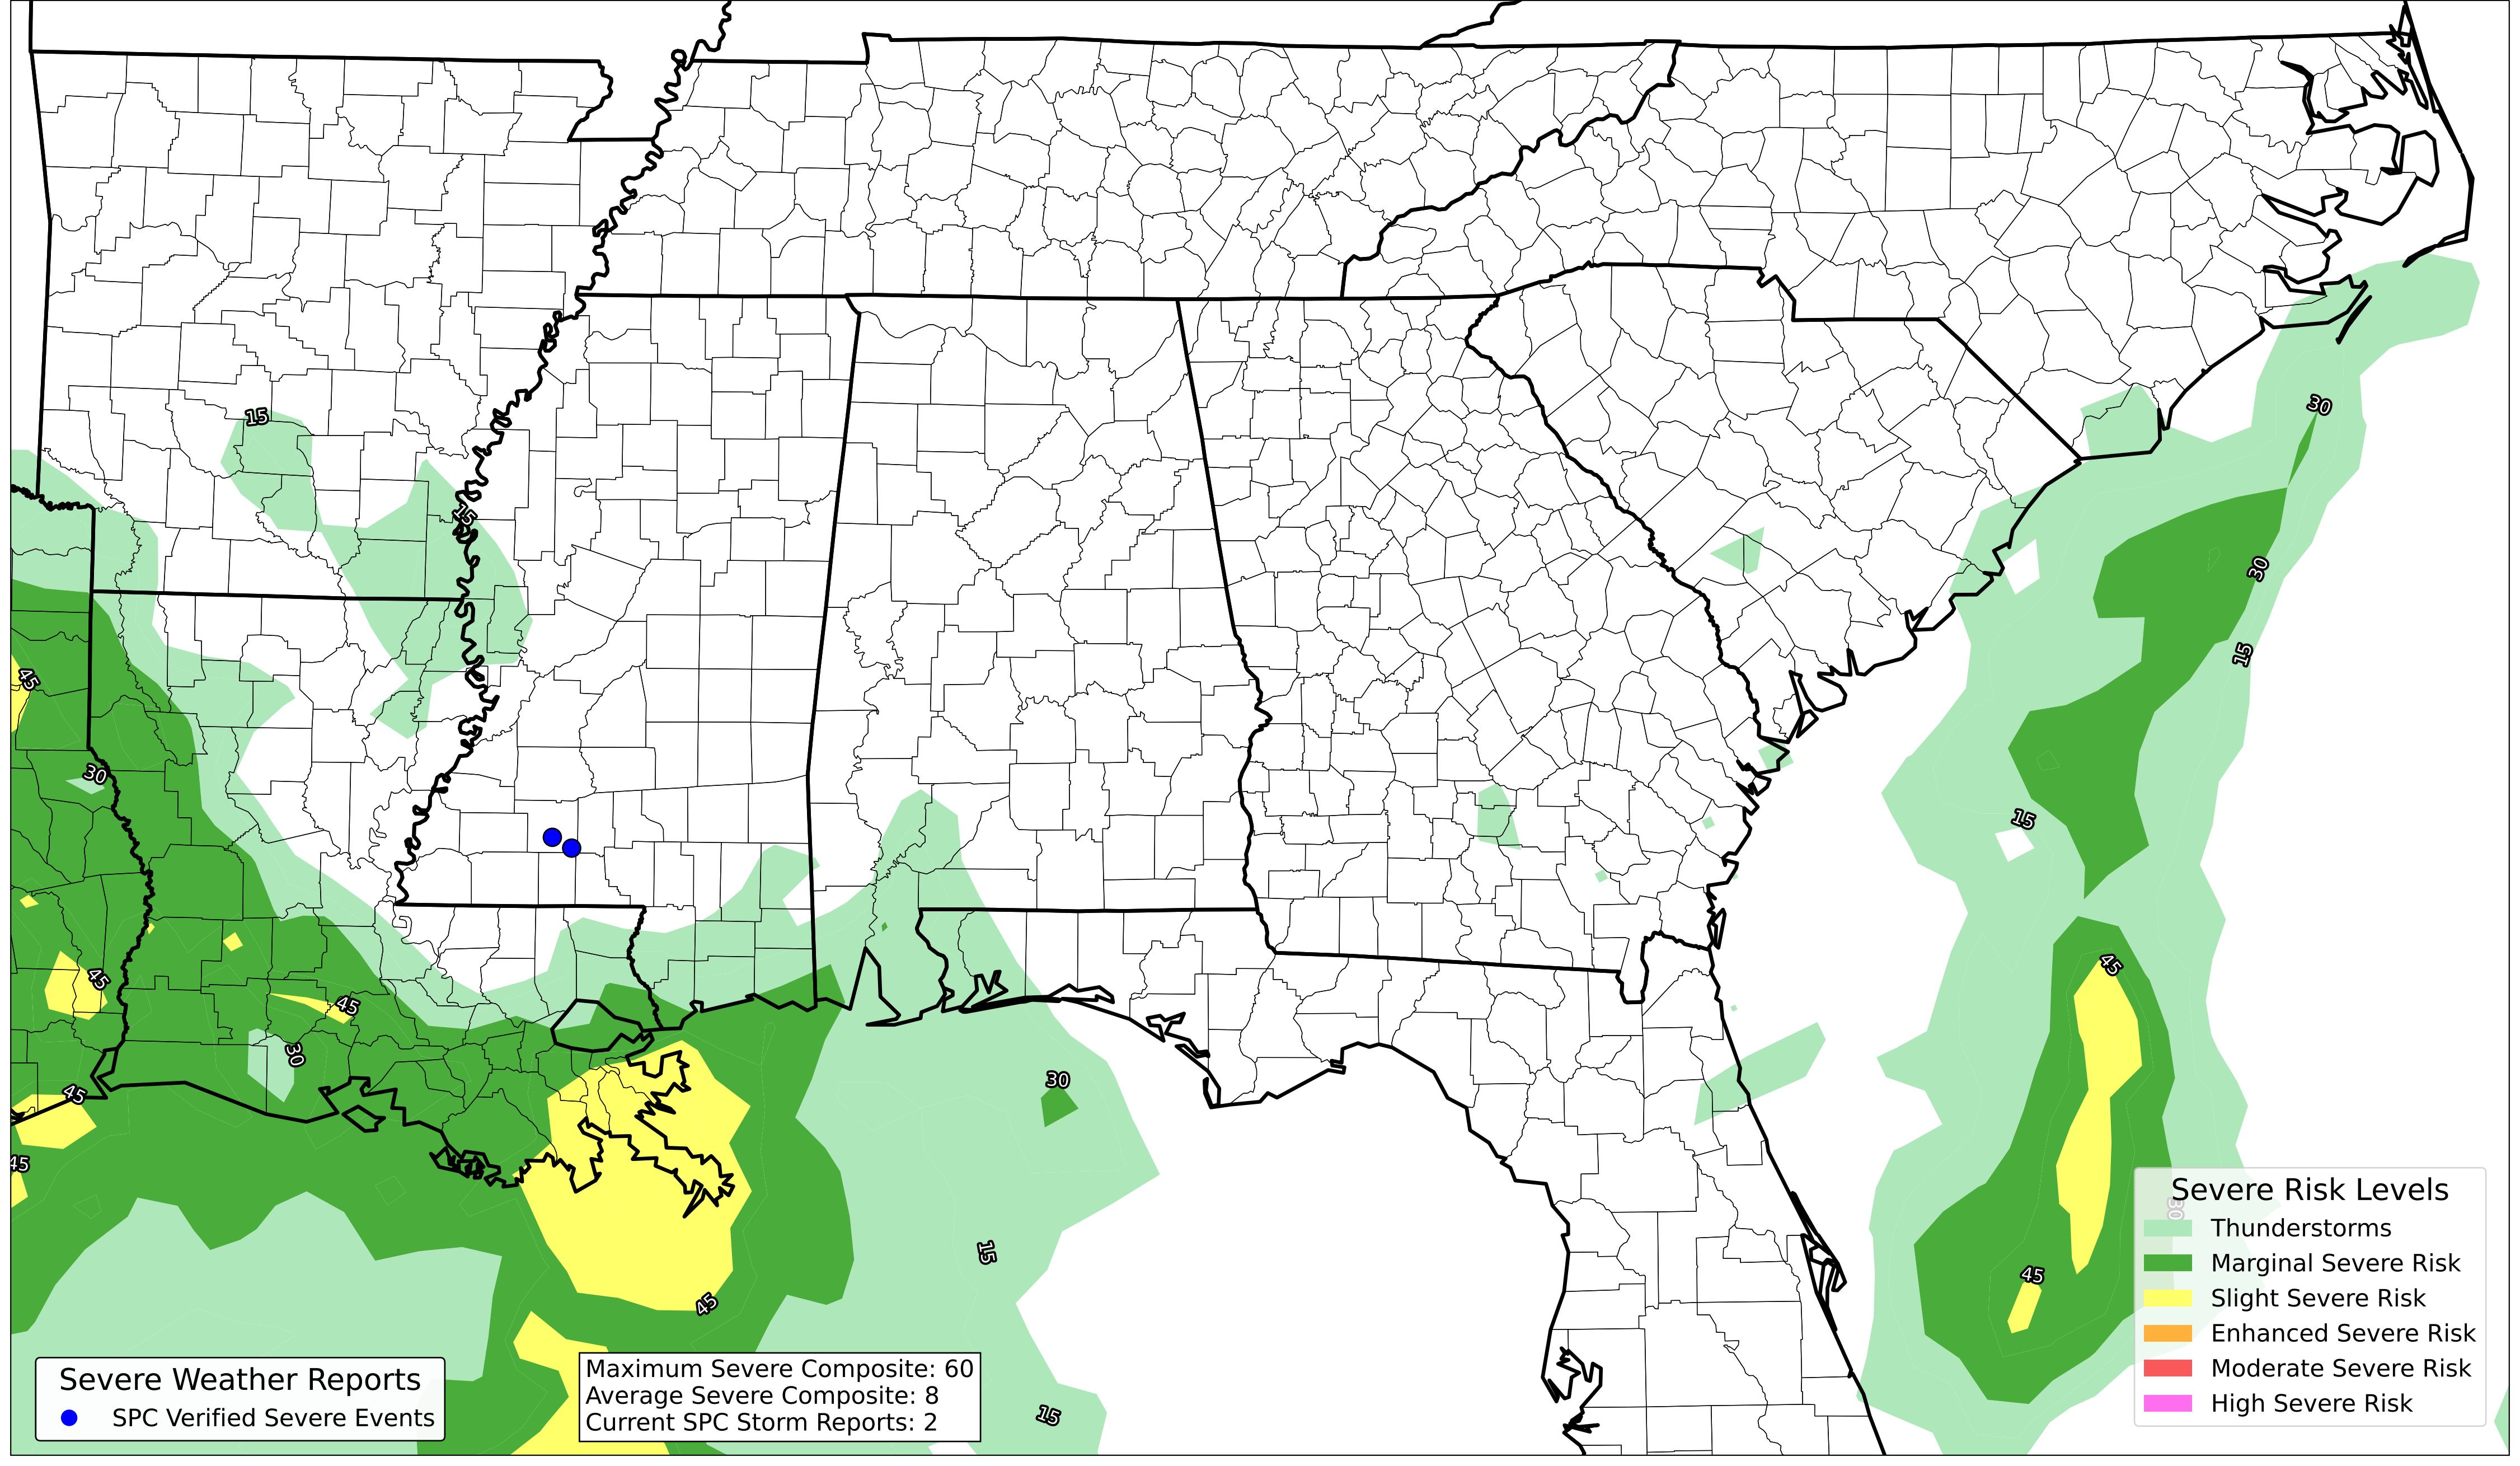 30
15
15
30
15
45
30
15
45
45
45
30
30
45
45
15
30
45
45
15
Severe Risk Levels
Thunderstorms
Marginal Severe Risk
Slight Severe Risk
Enhanced Severe Risk
Moderate Severe Risk
High Severe Risk
Severe Weather Reports
SPC Verified Severe Events
Maximum Severe Composite: 60
Average Severe Composite: 8
Current SPC Storm Reports: 2